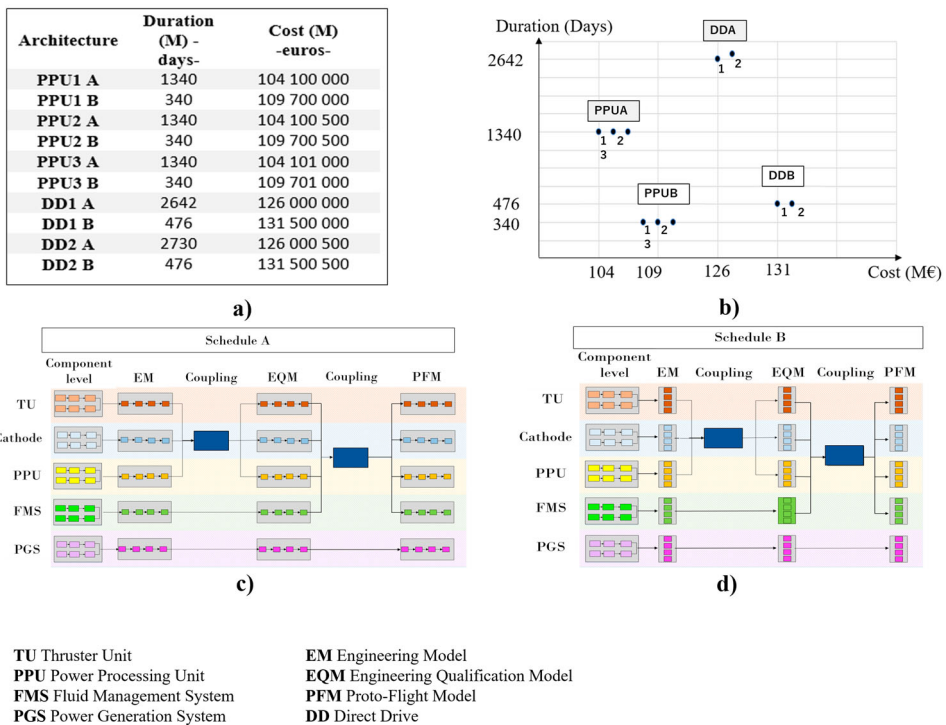 Architecture Duration (M) -days- Cost (M) -euros-
PPU1 A 1340 104 100 000
PPU1 B 340 109 700 000
PPU2 A 1340 104 100 500
PPU2 B 340 109 700 500
PPU3 A 1340 104 101 000
PPU3 B 340 109 701 000
DD1 A 2642 126 000 000
DD1 B 476 131 500 000
DD2 A 2730 126 000 500
DD2 B 476 131 500 500
a)
Duration (Days)
DDA
2642
1 2
PPUA
1340
1 2
3
DDB
PPUB
476
1 2
340
1 2
3
104 109 126 131
Cost (M€)
b)
Schedule A
Component level EM Coupling EQM Coupling PFM
TU
Cathode
PPU
FMS
PGS
c)
Schedule B
Component level EM Coupling EQM Coupling PFM
TU
Cathode
PPU
FMS
PGS
d)
TU Thruster Unit
PPU Power Processing Unit
FMS Fluid Management System
PGS Power Generation System
EM Engineering Model
EQM Engineering Qualification Model
PFM Proto-Flight Model
DD Direct Drive